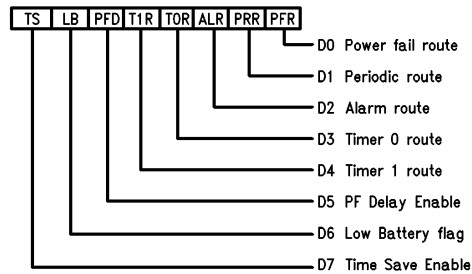 TS LB PFD T1R T0R ALR PRR PFR
D0 Power fail route
D1 Periodic route
D2 Alarm route
D3 Timer 0 route
D4 Timer 1 route
D5 PF Delay Enable
D6 Low Battery flag
D7 Time Save Enable